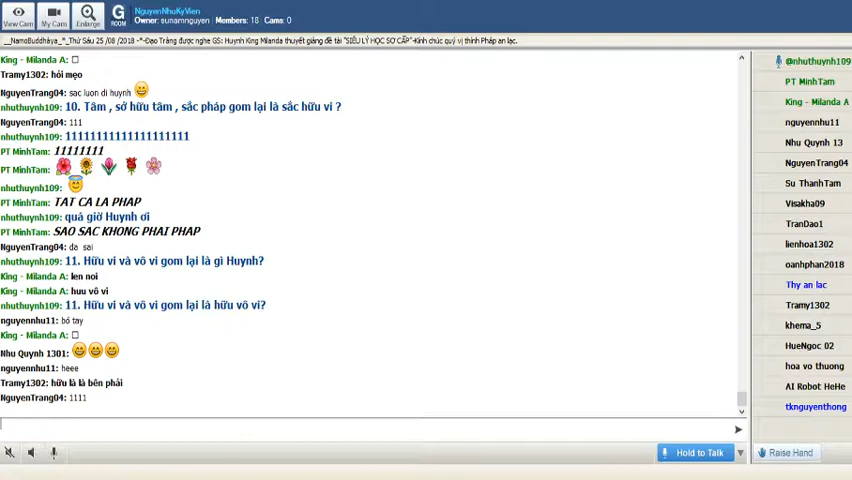 View Cam
My Cam
Enlarge
G
ROOM
NguyenNhuKyVien
Owner: sunamnguyen Members: 18 Cams: 0
__NamoBuddhàya_*_Thứ Sáu 25 /08 /2018 -*-Đạo Tràng được nghe GS: Huynh King Milanda thuyết giảng đề tài "SIÊU LÝ HỌC SƠ CẤP"-Kính chúc quý vị thính Pháp an lạc.
King - Milanda A:
Tramy1302: hỏi mẹo
NguyenTrang04: sac luon di huynh
nhuthuynh109: 10. Tâm , sở hữu tâm , sắc pháp gom lại là sắc hữu vi ?
NguyenTrang04: 111
nhuthuynh109: 1111111111111111111
PT MinhTam: 11111111
PT MinhTam:
nhuthuynh109:
PT MinhTam: TAT CA LA PHAP
nhuthuynh109: quá giờ Huynh ơi
PT MinhTam: SAO SAC KHONG PHAI PHAP
NguyenTrang04: da sai
nhuthuynh109: 11. Hữu vi và vô vi gom lại là gì Huynh?
King - Milanda A: len noi
King - Milanda A: huu vô vi
nhuthuynh109: 11. Hữu vi và vô vi gom lại là hữu vô vi?
nguyennhu11: bó tay
King - Milanda A:
Nhu Quynh 1301:
nguyennhu11: heee
Tramy1302: hữu là là bên phải
NguyenTrang04: 1111
Hold to Talk
@nhuthuynh109
PT MinhTam
King - Milanda A:
nguyennhu11
Nhu Quynh 13
NguyenTrang04
Su ThanhTam
Visakha09
TranDao1
lienhoa1302
oanhphan2018
Thy an lac
Tramy1302
khema_5
HueNgoc 02
hoa vo thuong
AI Robot HeHe
tknguyenthong
Raise Hand